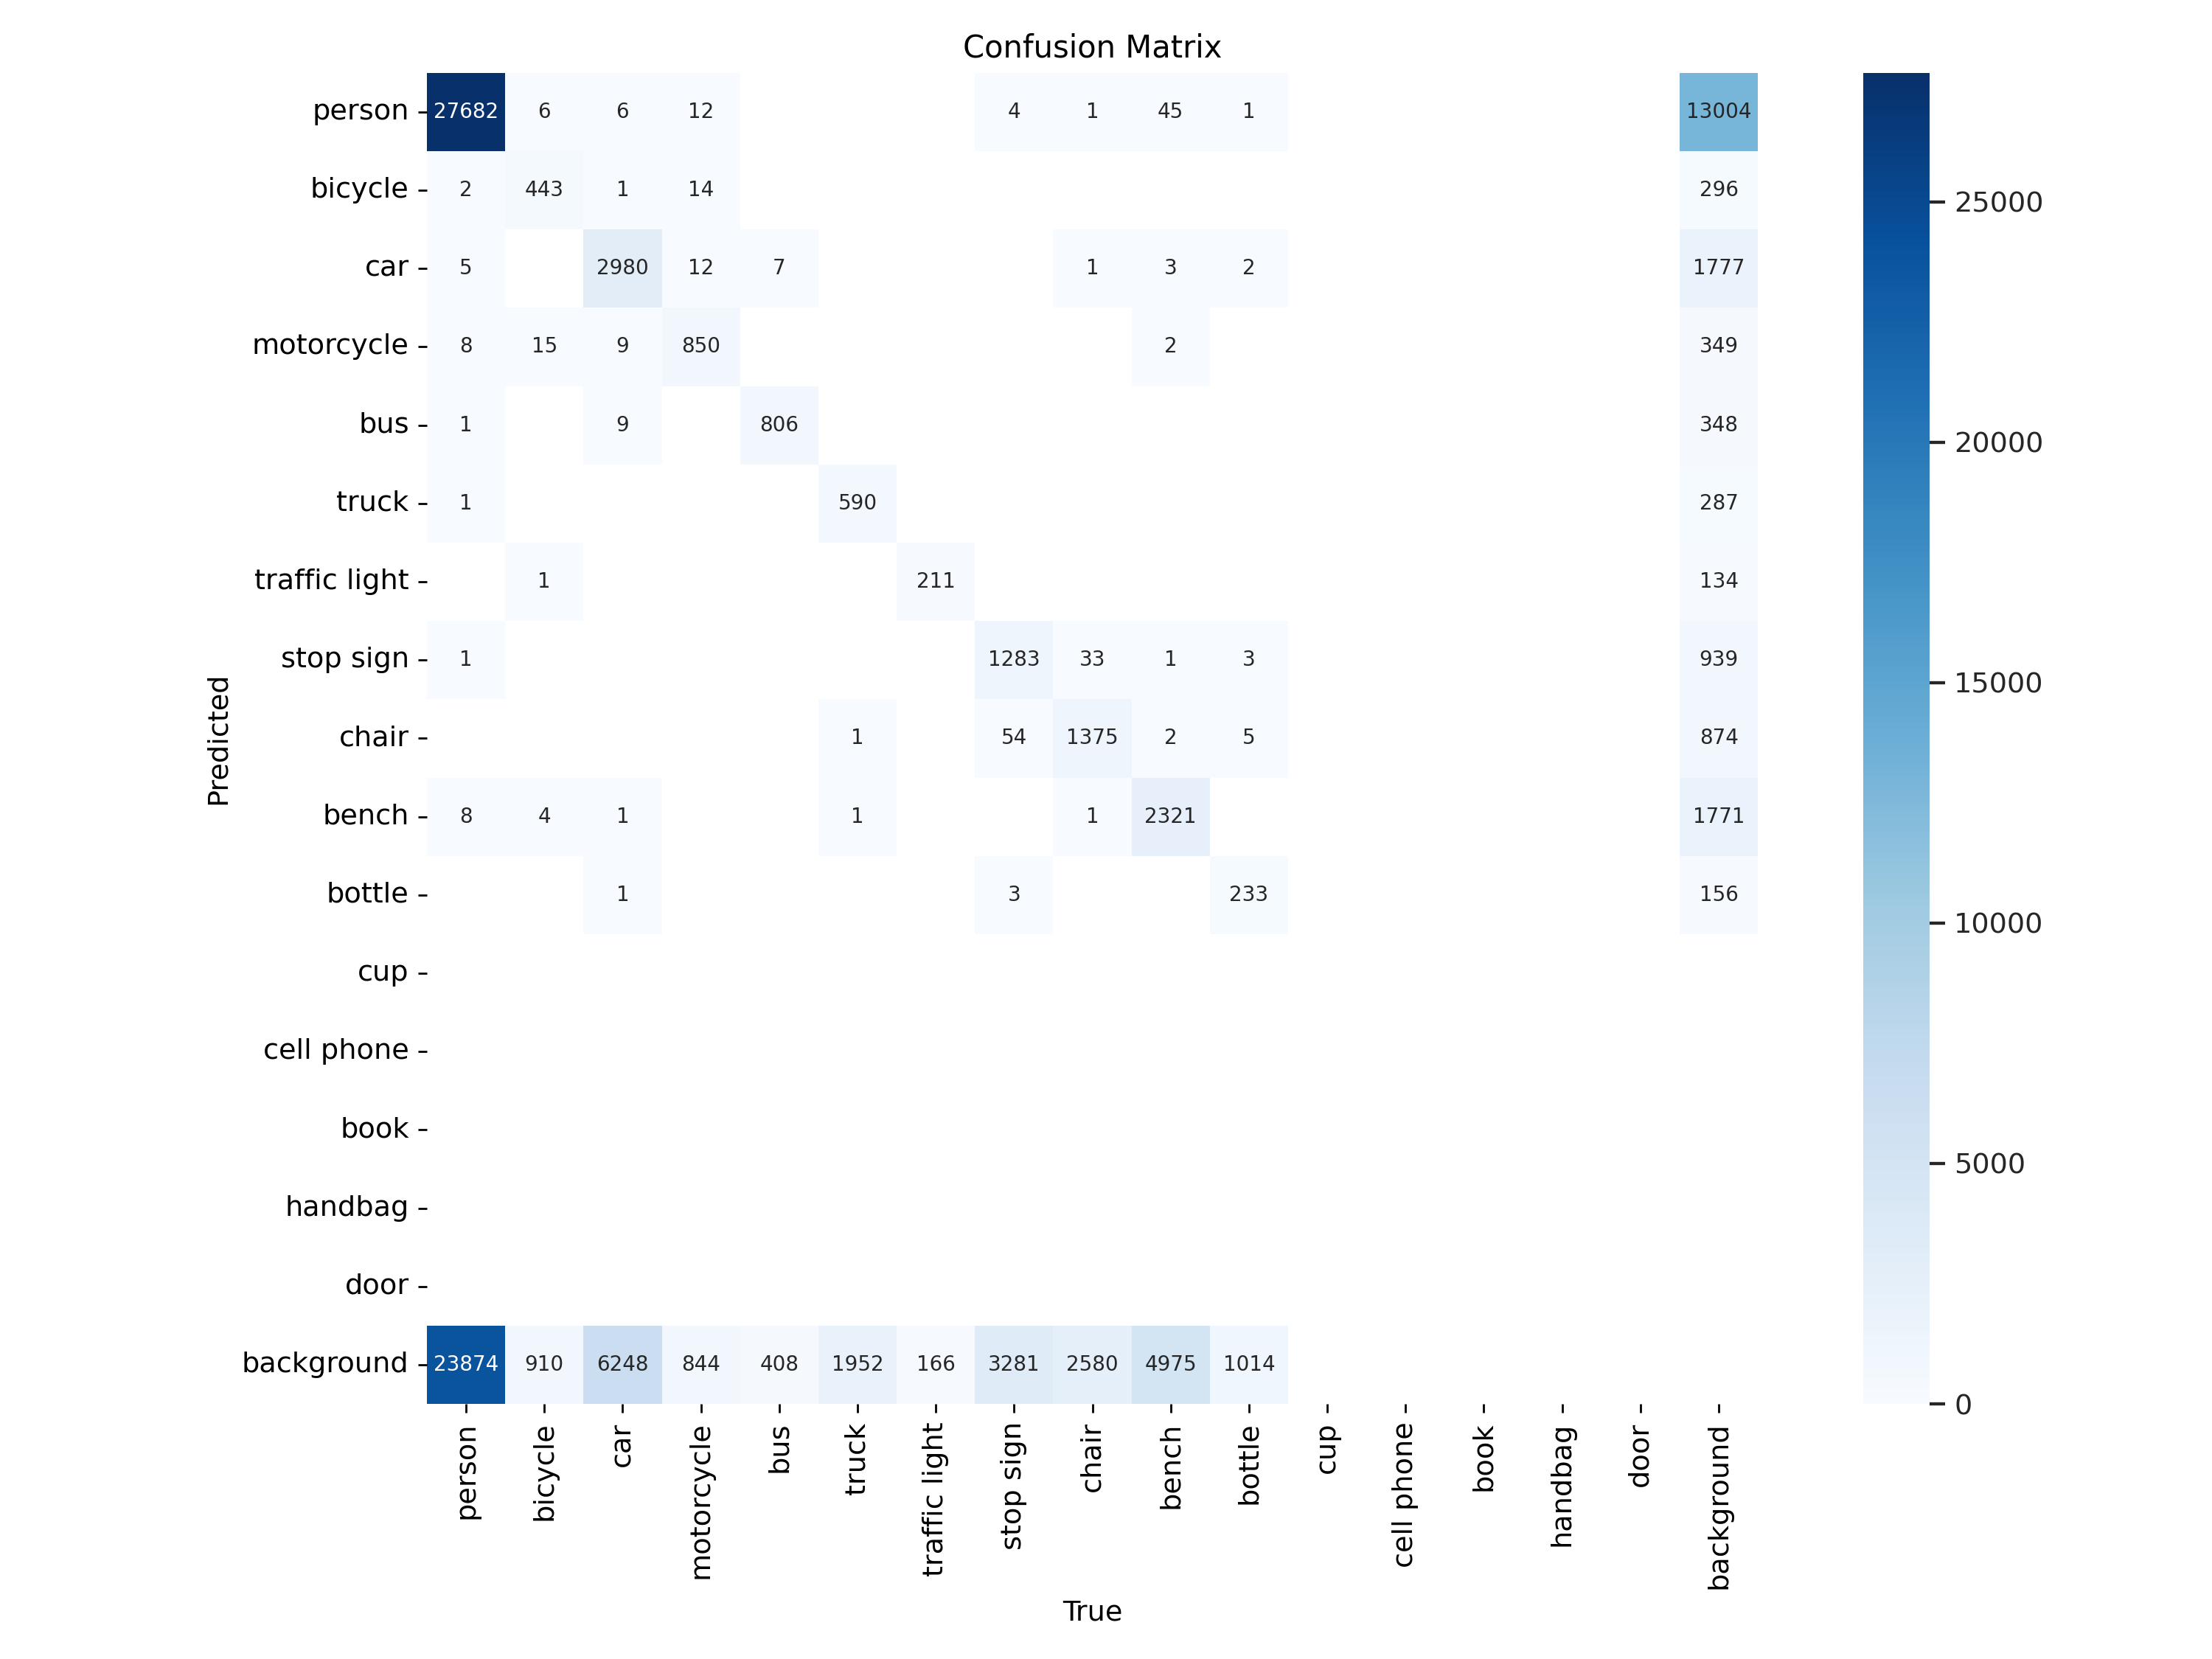 Confusion Matrix
person 27682 6 6 12 4 1 45 1 13004
bicycle 2 443 1 14 296
car 5 2980 12 7 1 3 2 1777
motorcycle 8 15 9 850 2 349
bus 1 9 806 348
truck 1 590 287
traffic light 1 211 134
stop sign 1 1283 33 1 3 939
chair 1 54 1375 2 5 874
bench 8 4 1 1 1 2321 1771
bottle 1 3 233 156
cup
cell phone
book
handbag
door
background 23874 910 6248 844 408 1952 166 3281 2580 4975 1014
person bicycle car motorcycle bus truck traffic light stop sign chair bench bottle cup cell phone book handbag door background
True
Predicted
25000
20000
15000
10000
5000
0